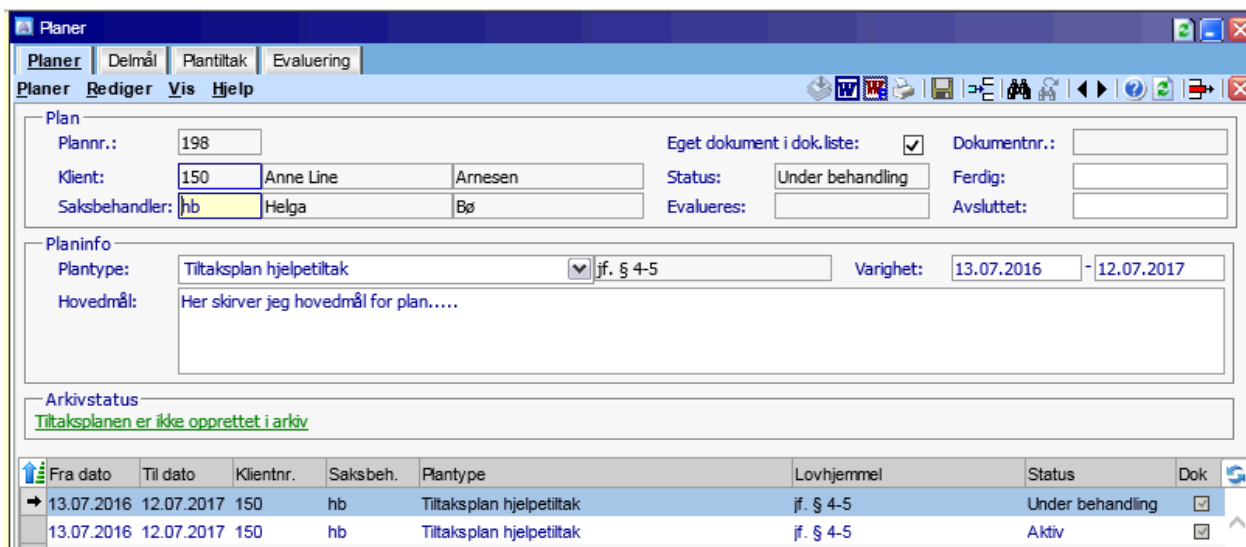 Planer
Planer Delmål Plantiltak Evaluering
Planer Rediger Vis Hjelp
Plan
Plannr.: 198 Eget dokument i dok.liste: Dokumentnr.:
Klient: 150 Anne Line Arnesen Status: Under behandling Ferdig:
Saksbehandler: hb Helga Bø Evalueres: Avsluttet:
Planinfo
Plantype: Tiltaksplan hjelpetiltak jf. § 4-5 Varighet: 13.07.2016 - 12.07.2017
Hovedmål: Her skirver jeg hovedmål for plan.....
Arkivstatus
Tiltaksplanen er ikke opprettet i arkiv
Fra dato Til dato Klientnr. Saksbeh. Plantype Lovhjemmel Status Dok
13.07.2016 12.07.2017 150 hb Tiltaksplan hjelpetiltak jf. § 4-5 Under behandling
13.07.2016 12.07.2017 150 hb Tiltaksplan hjelpetiltak jf. § 4-5 Aktiv